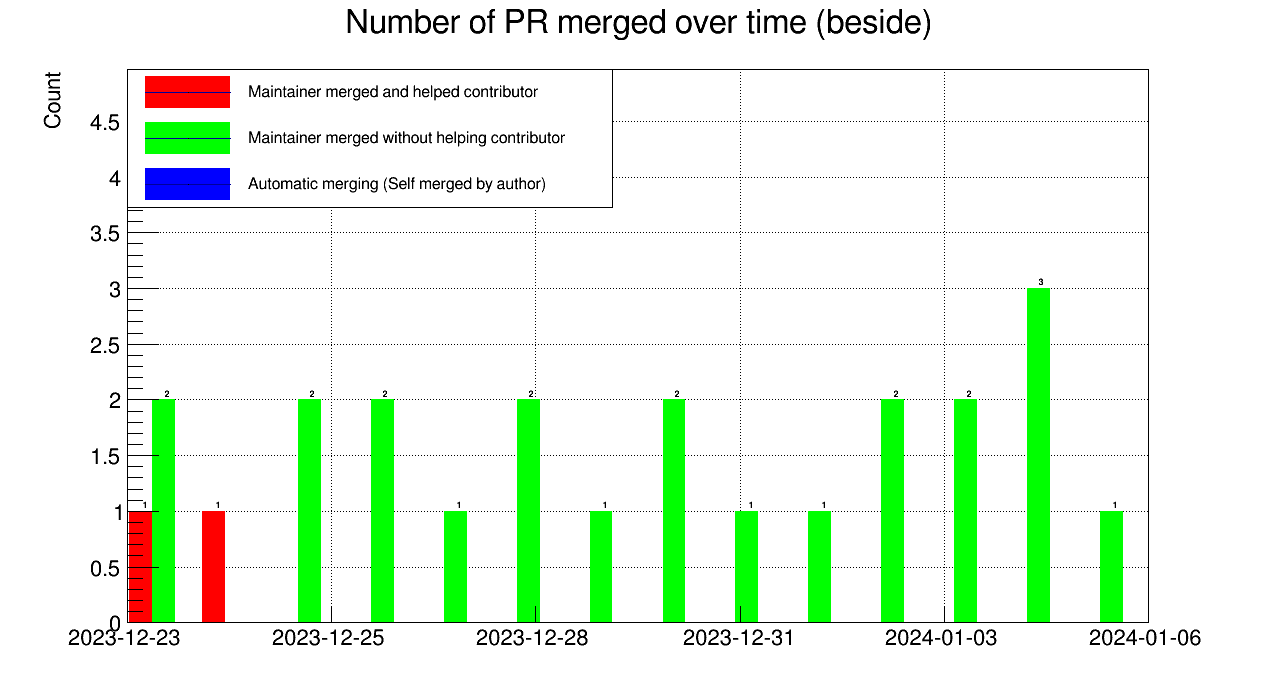 Number of PR merged over time (beside)
Count
Maintainer merged and helped contributor
Maintainer merged without helping contributor
Automatic merging (Self merged by author)
4.5
4
3.5
3
2.5
2
1.5
1
0.5
0
1 2 1 2 2 1 2 1 2 1 1 2 2 3 1
2023-12-23 2023-12-25 2023-12-28 2023-12-31 2024-01-03 2024-01-06